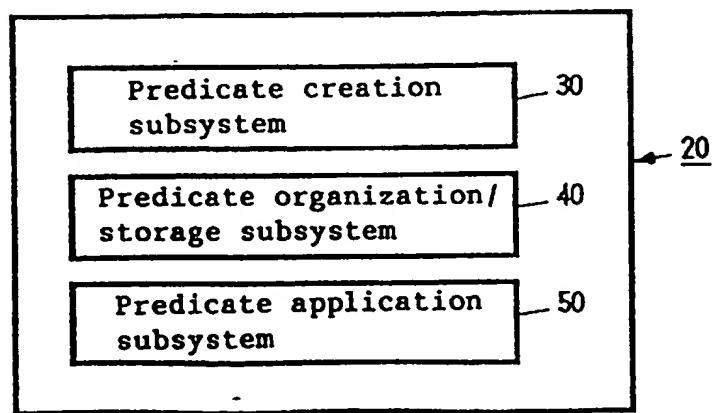 Predicate creation
subsystem
30
20
Predicate organization/
storage subsystem
40
Predicate application
subsystem
50